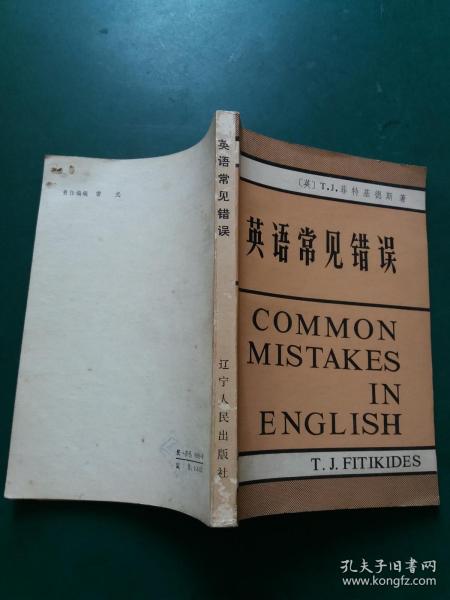 〔英〕T.J.菲特基德斯 著
英语常见错误
COMMON
MISTAKES
IN
ENGLISH
T. J. FITIKIDES
英语常见错误
辽宁人民出版社
责任编辑
孔夫子旧书网
www.kongfz.com